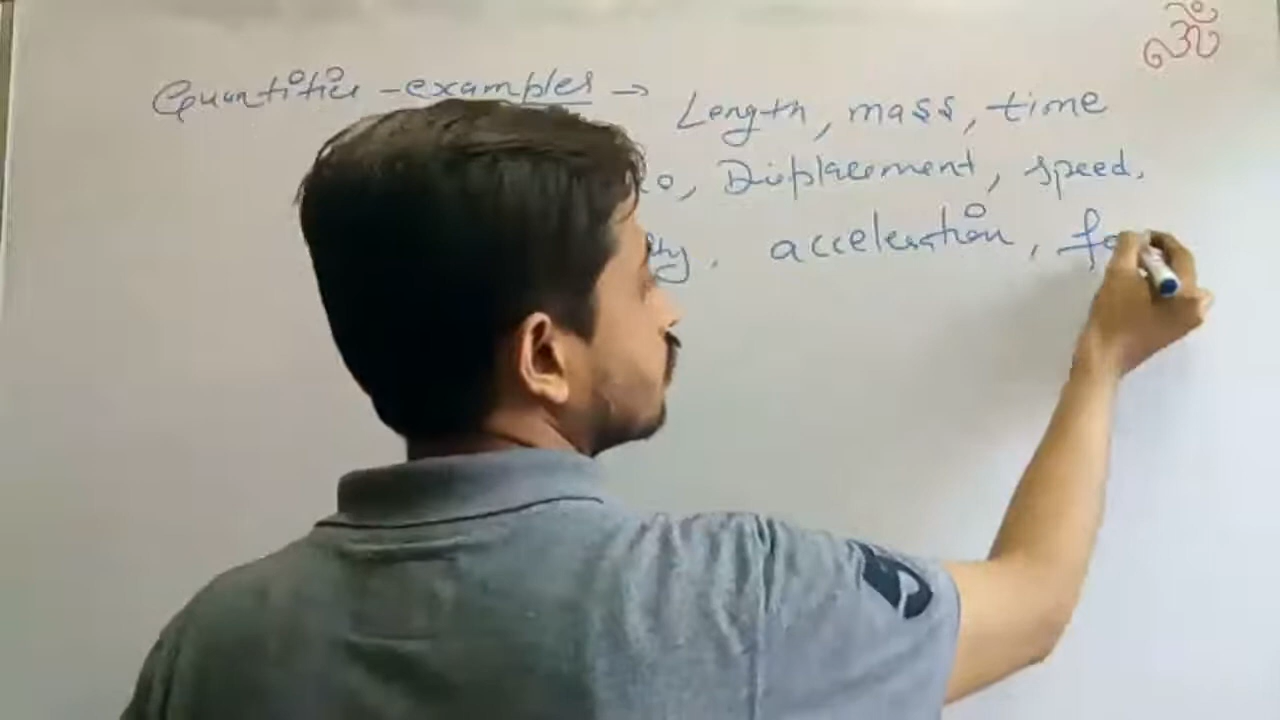 ॐ
Quantities - examples → Length, mass, time
Displacement, speed,
acceleration,